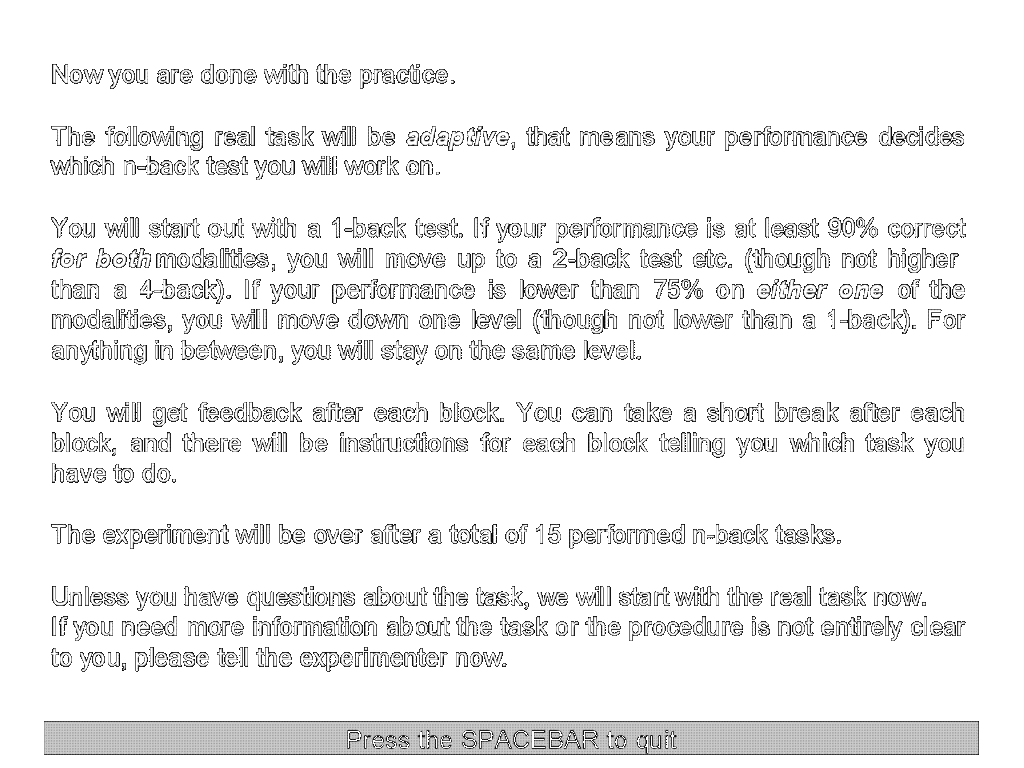 Now you are done with the practice.
The following real task will be adaptive, that means your performance decides
which n-back test you will work on.
You will start out with a 1-back test. If your performance is at least 90% correct
for both modalities, you will move up to a 2-back test etc. (though not higher
than a 4-back). If your performance is lower than 75% on either one of the
modalities, you will move down one level (though not lower than a 1-back). For
anything in between, you will stay on the same level.
You will get feedback after each block. You can take a short break after each
block, and there will be instructions for each block telling you which task you
have to do.
The experiment will be over after a total of 15 performed n-back tasks.
Unless you have questions about the task, we will start with the real task now.
If you need more information about the task or the procedure is not entirely clear
to you, please tell the experimenter now.
Press the SPACEBAR to quit